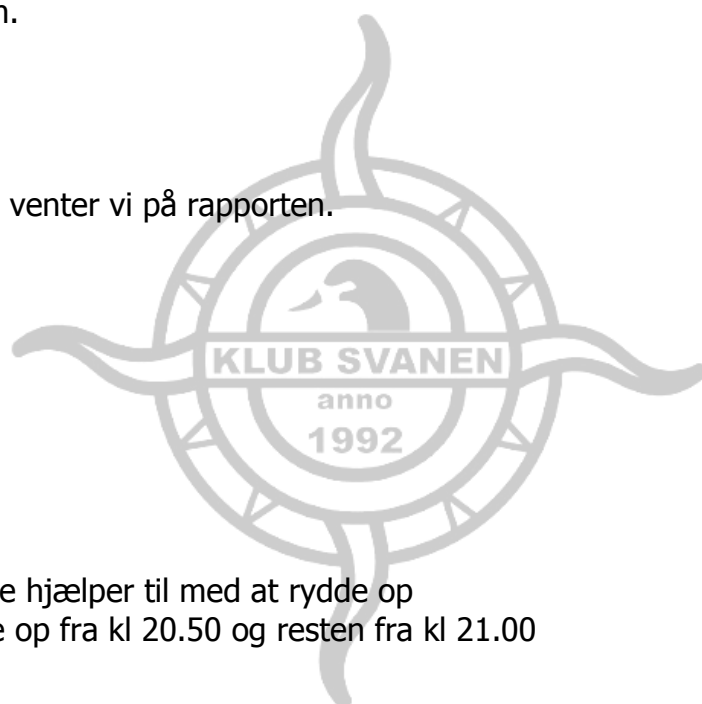 venter vi på rapporten.
KLUB SVANEN
anno
1992
hjælper til med at rydde op
op fra kl 20.50 og resten fra kl 21.00